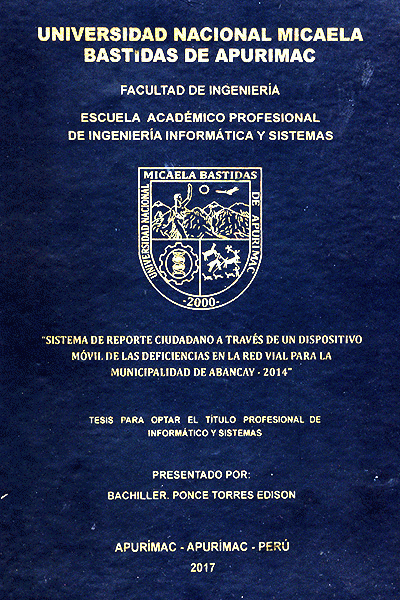 UNIVERSIDAD NACIONAL MICAELA
BASTIDAS DE APURIMAC
FACULTAD DE INGENIERÍA
ESCUELA ACADÉMICO PROFESIONAL
DE INGENIERÍA INFORMÁTICA Y SISTEMAS
MICAELA BASTIDAS
UNIVERSIDAD NACIONAL
DE APURIMAC
-2000-
"SISTEMA DE REPORTE CIUDADANO A TRAVÉS DE UN DISPOSITIVO
MÓVIL DE LAS DEFICIENCIAS EN LA RED VIAL PARA LA
MUNICIPALIDAD DE ABANCAY - 2014"
TESIS PARA OPTAR EL TÍTULO PROFESIONAL DE
INFORMÁTICO Y SISTEMAS
PRESENTADO POR:
BACHILLER. PONCE TORRES EDISON
APURÍMAC - APURÍMAC - PERÚ
2017